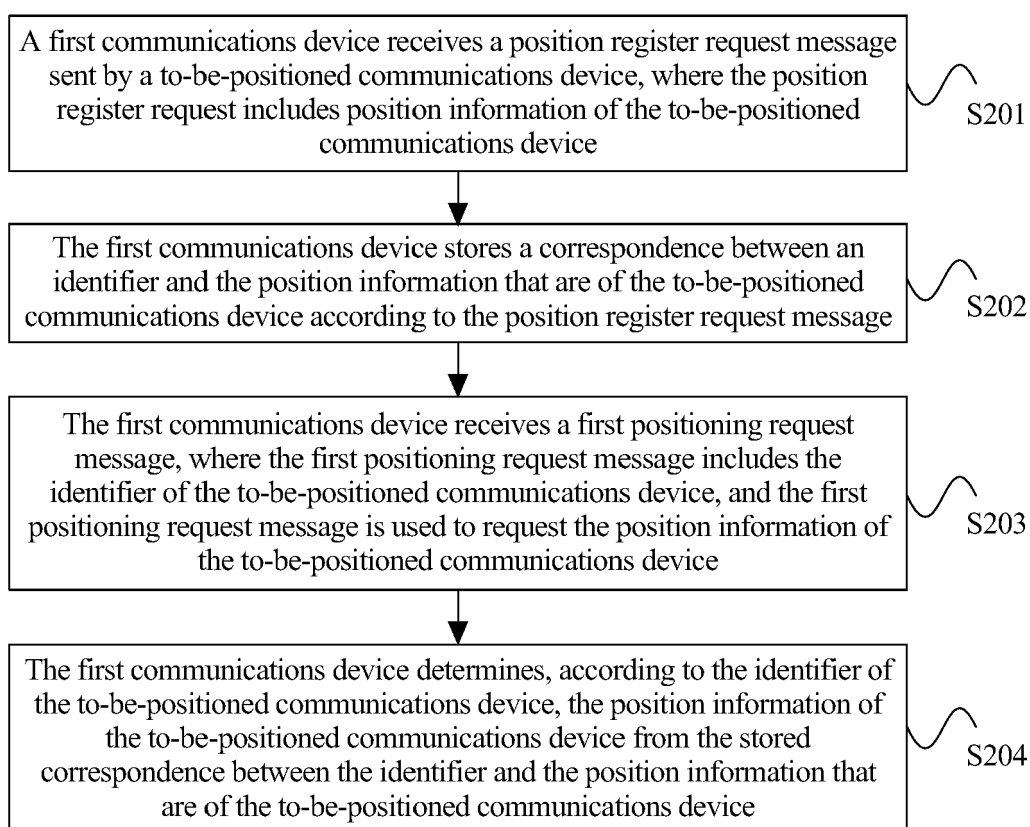 A first communications device receives a position register request message
sent by a to-be-positioned communications device, where the position
register request includes position information of the to-be-positioned
communications device
S201
The first communications device stores a correspondence between an
identifier and the position information that are of the to-be-positioned
communications device according to the position register request message
S202
The first communications device receives a first positioning request
message, where the first positioning request message includes the
identifier of the to-be-positioned communications device, and the first
positioning request message is used to request the position information of
the to-be-positioned communications device
S203
The first communications device determines, according to the identifier of
the to-be-positioned communications device, the position information of
the to-be-positioned communications device from the stored
correspondence between the identifier and the position information that
are of the to-be-positioned communications device
S204